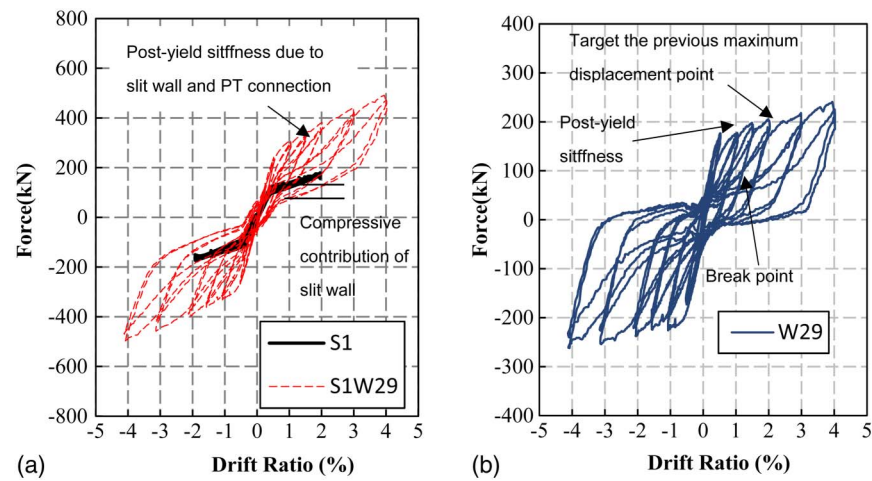 800
600
400
200
0
-200
-400
-600
-800
Force(kN)
Post-yield sitffness due to
slit wall and PT connection
Compressive
contribution of
slit wall
S1
S1W29
-5 -4 -3 -2 -1 0 1 2 3 4 5
Drift Ratio (%)
(a)
400
300
200
100
0
-100
-200
-300
-400
Force(kN)
Target the previous maximum
displacement point
Post-yield
sitffness
Break point
W29
-5 -4 -3 -2 -1 0 1 2 3 4 5
Drift Ratio (%)
(b)